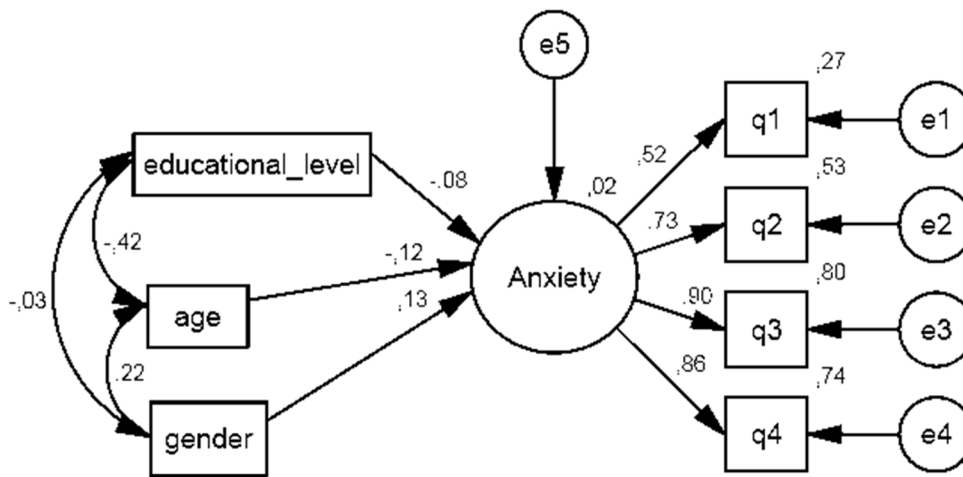 e5
,27
q1
e1
educational_level
-.08
,52
,02
,53
.73
q2
e2
-,42
-,12
Anxiety
,80
-,03
age
,13
.90
q3
e3
.22
,86
,74
gender
q4
e4